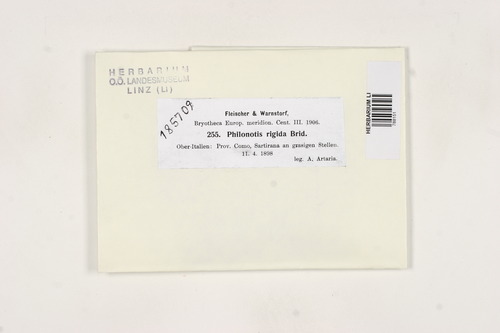 HERBARIUM
O.Ö. LANDESMUSEUM
LINZ (LI)
185709
Fleischer & Warnstorf,
Bryotheca Europ. meridion. Cent. III. 1906.
255. Philonotis rigida Brid.
Ober-Italien: Prov. Como, Sartirana an grasigen Stellen.
11. 4. 1898
leg. A. Artaria.
HERBARIUM LI